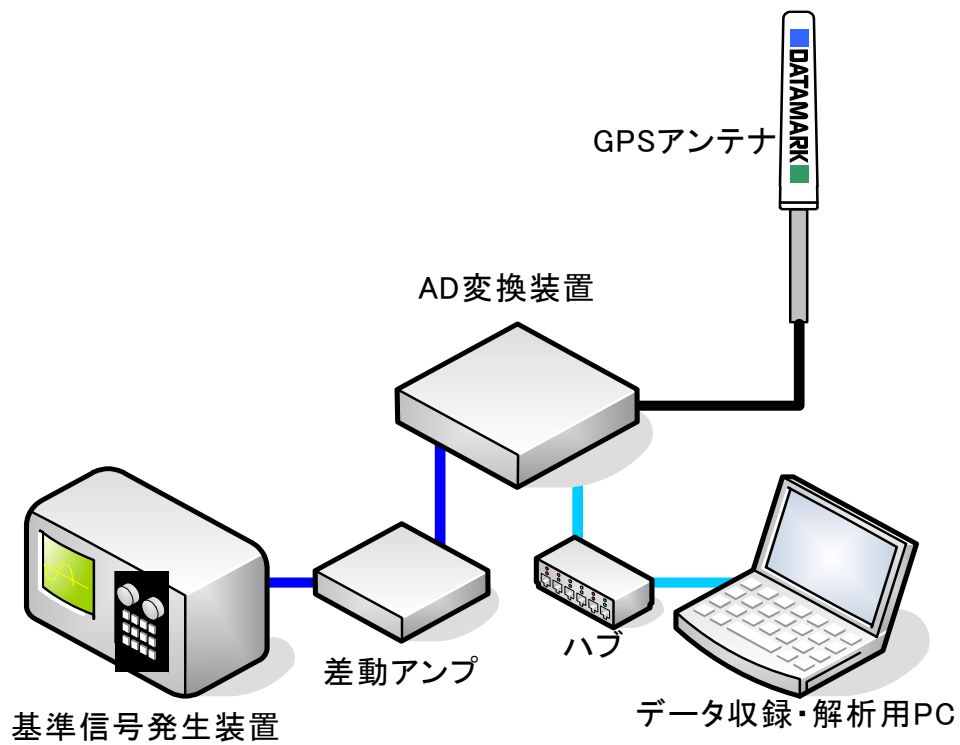 DATAMARK
GPSアンテナ
AD変換装置
ハブ
差動アンプ
データ収録・解析用PC
基準信号発生装置